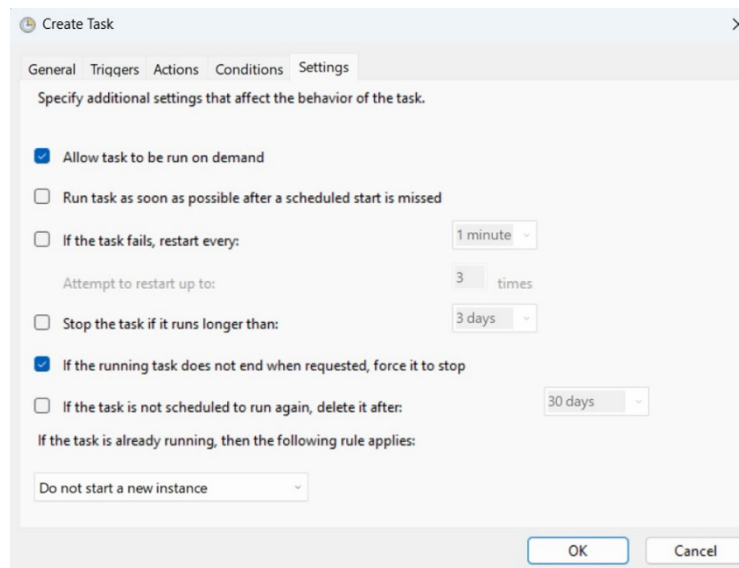 Create Task
General Triggers Actions Conditions Settings
Specify additional settings that affect the behavior of the task.
Allow task to be run on demand
Run task as soon as possible after a scheduled start is missed
If the task fails, restart every: 1 minute
Attempt to restart up to: 3 times
Stop the task if it runs longer than: 3 days
If the running task does not end when requested, force it to stop
If the task is not scheduled to run again, delete it after: 30 days
If the task is already running, then the following rule applies:
Do not start a new instance
OK Cancel